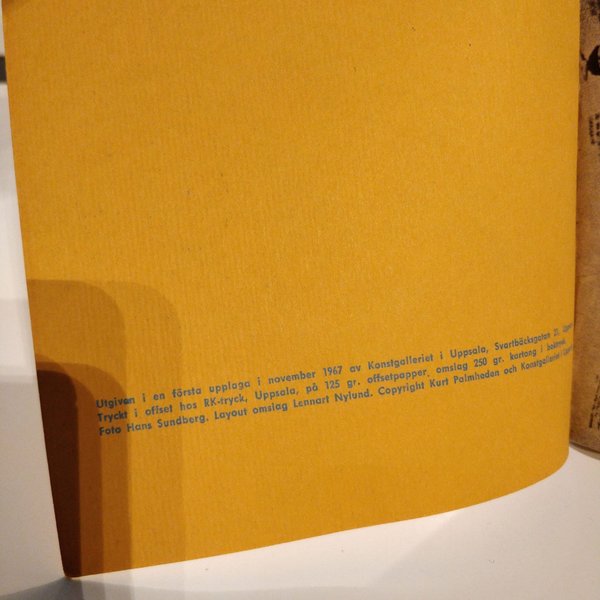 Utgiven i en första upplaga i november 1967 av Konstgalleriet i Uppsala, Svartbäcksgatan
Tryckt i offset hos RK-tryck, Uppsala, på 125 gr. offsetpapper, omslag 250 gr. kartong i
Foto Hans Sundberg. Layout omslag Lennart Nylund. Copyright Kurt Palmheden och Konstgalleriet i